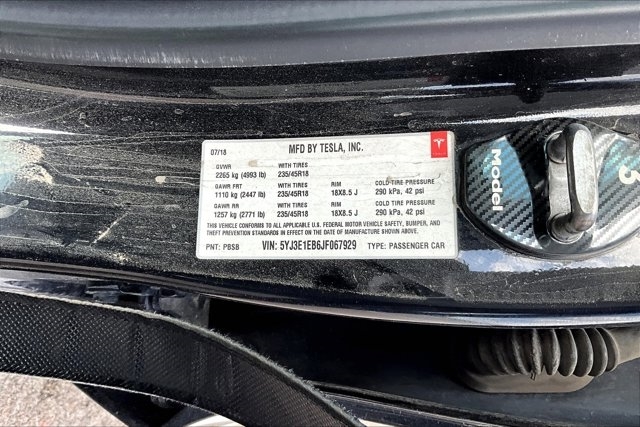 07/18 MFD BY TESLA, INC.
GVWR WITH TIRES
2265 kg (4993 lb) 235/45R18
GAWR FRT WITH TIRES RIM COLD TIRE PRESSURE
1110 kg (2447 lb) 235/45R18 18X8.5 J 290 kPa, 42 psi
GAWR RR WITH TIRES RIM COLD TIRE PRESSURE
1257 kg (2771 lb) 235/45R18 18X8.5 J 290 kPa, 42 psi
THIS VEHICLE CONFORMS TO ALL U.S. FEDERAL MOTOR VEHICLE SAFETY, BUMPER, AND
THEFT PREVENTION STANDARDS IN EFFECT ON THE DATE OF MANUFACTURE SHOWN ABOVE.
PNT: PBSB VIN: 5YJ3E1EB6JF067929 TYPE: PASSENGER CAR
Model 3